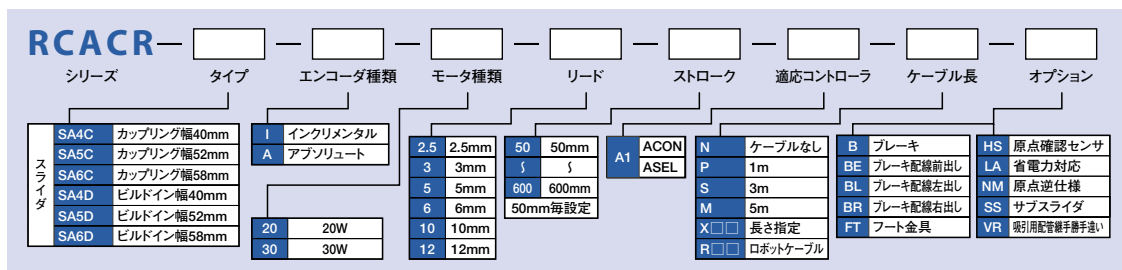 RCACR－ － － － － － － －
シリーズ タイプ エンコーダ種類 モータ種類 リード ストローク 適応コントローラ ケーブル長 オプション
スライダ
SA4C カップリング幅40mm
SA5C カップリング幅52mm
SA6C カップリング幅58mm
SA4D ビルドイン幅40mm
SA5D ビルドイン幅52mm
SA6D ビルドイン幅58mm
I インクリメンタル
A アブソリュート
20 20W
30 30W
2.5 2.5mm
3 3mm
5 5mm
6 6mm
10 10mm
12 12mm
50 50mm
〜 〜
600 600mm
50mm毎設定
A1 ACON
ASEL
N ケーブルなし
P 1m
S 3m
M 5m
X□□ 長さ指定
R□□ ロボットケーブル
B ブレーキ
BE ブレーキ配線前出し
BL ブレーキ配線左出し
BR ブレーキ配線右出し
FT フート金具
HS 原点確認センサ
LA 省電力対応
NM 原点逆仕様
SS サブスライダ
VR 吸引用配管継手勝手違い